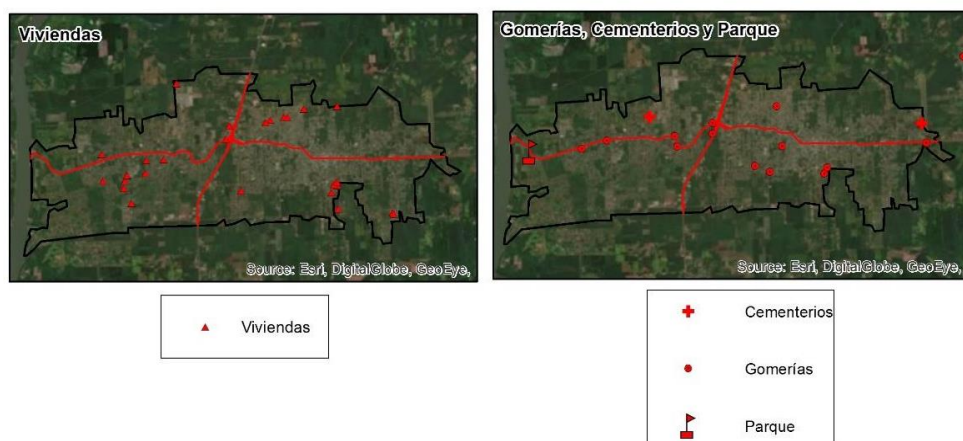 Viviendas
Source: Esri, DigitalGlobe, GeoEye,
Viviendas
Gomerías, Cementerios y Parque
Source: Esri, DigitalGlobe, GeoEye,
Cementerios
Gomerías
Parque